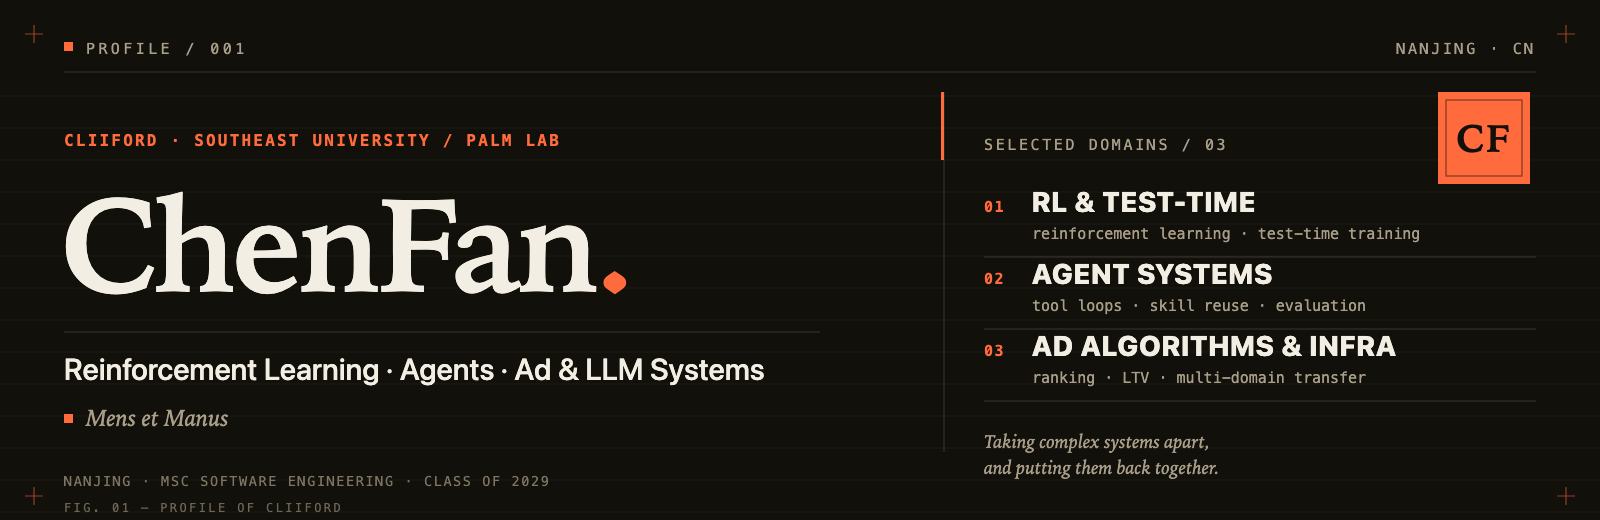 PROFILE / 001
NANJING · CN
CLIIFORD · SOUTHEAST UNIVERSITY / PALM LAB
ChenFan.
Reinforcement Learning · Agents · Ad & LLM Systems
Mens et Manus
NANJING · MSC SOFTWARE ENGINEERING · CLASS OF 2029
FIG. 01 — PROFILE OF CLIIFORD
SELECTED DOMAINS / 03
CF
01 RL & TEST-TIME
reinforcement learning · test-time training
02 AGENT SYSTEMS
tool loops · skill reuse · evaluation
03 AD ALGORITHMS & INFRA
ranking · LTV · multi-domain transfer
Taking complex systems apart,
and putting them back together.